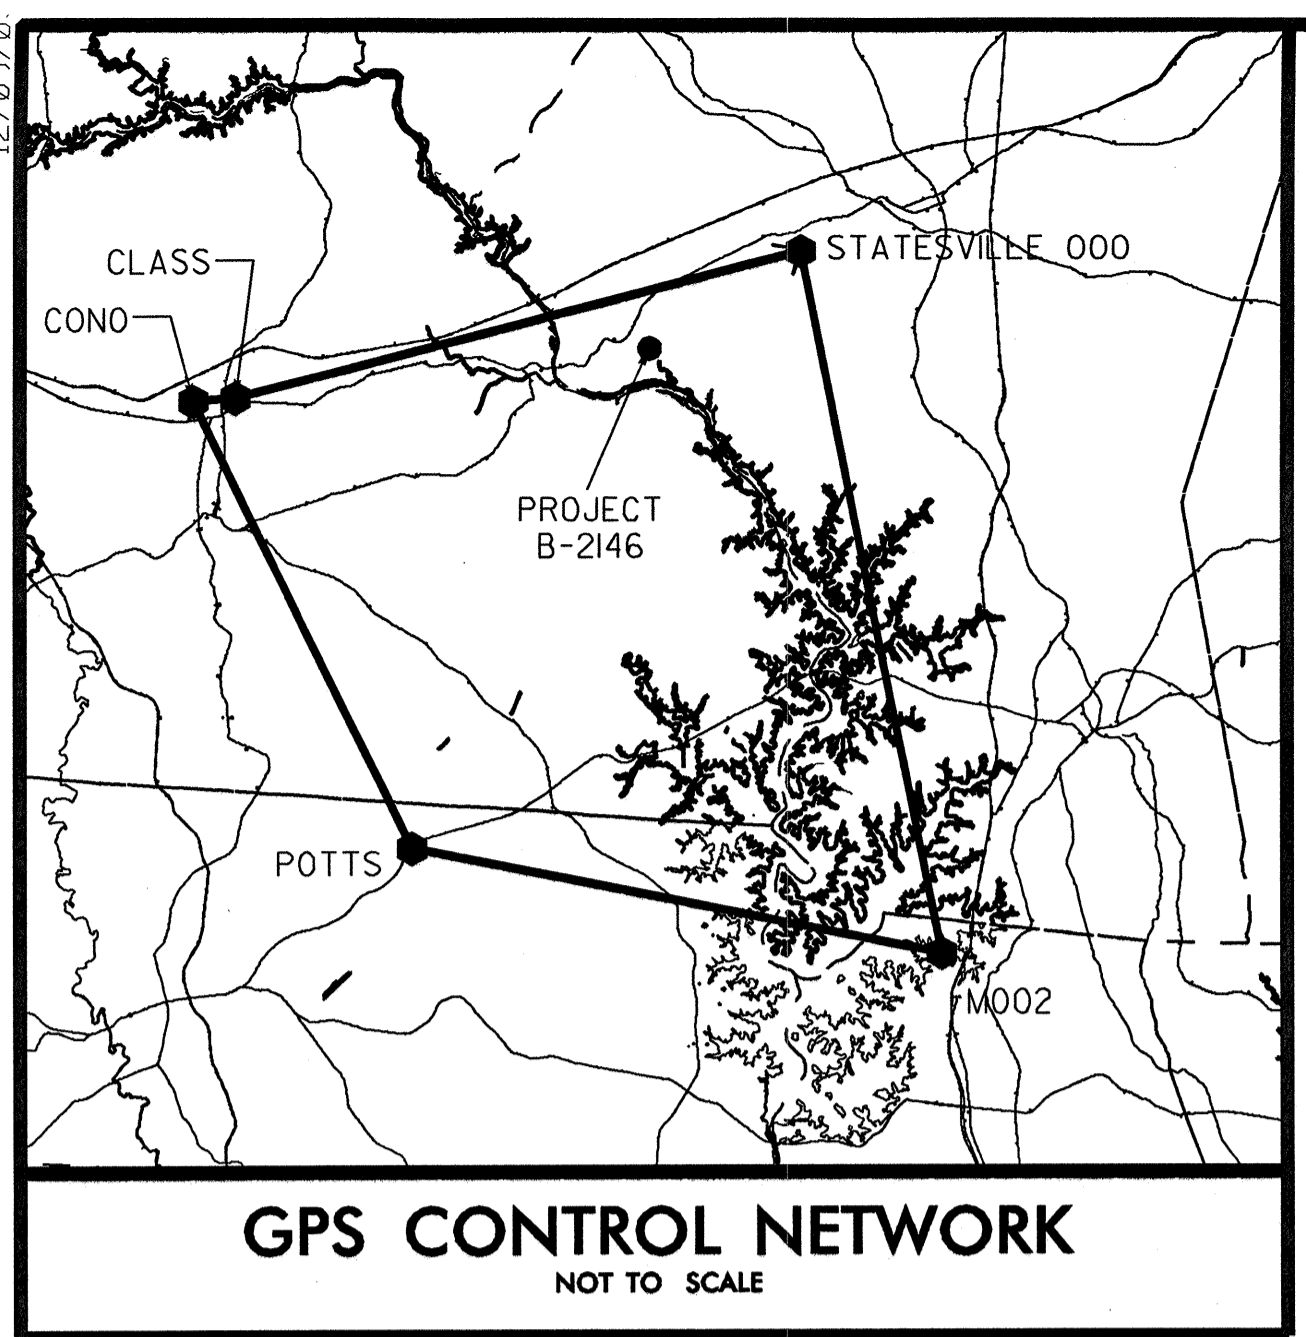 STATESVILLE 000
CLASS
CONO
PROJECT
B-2146
POTTS
M002
GPS CONTROL NETWORK
NOT TO SCALE